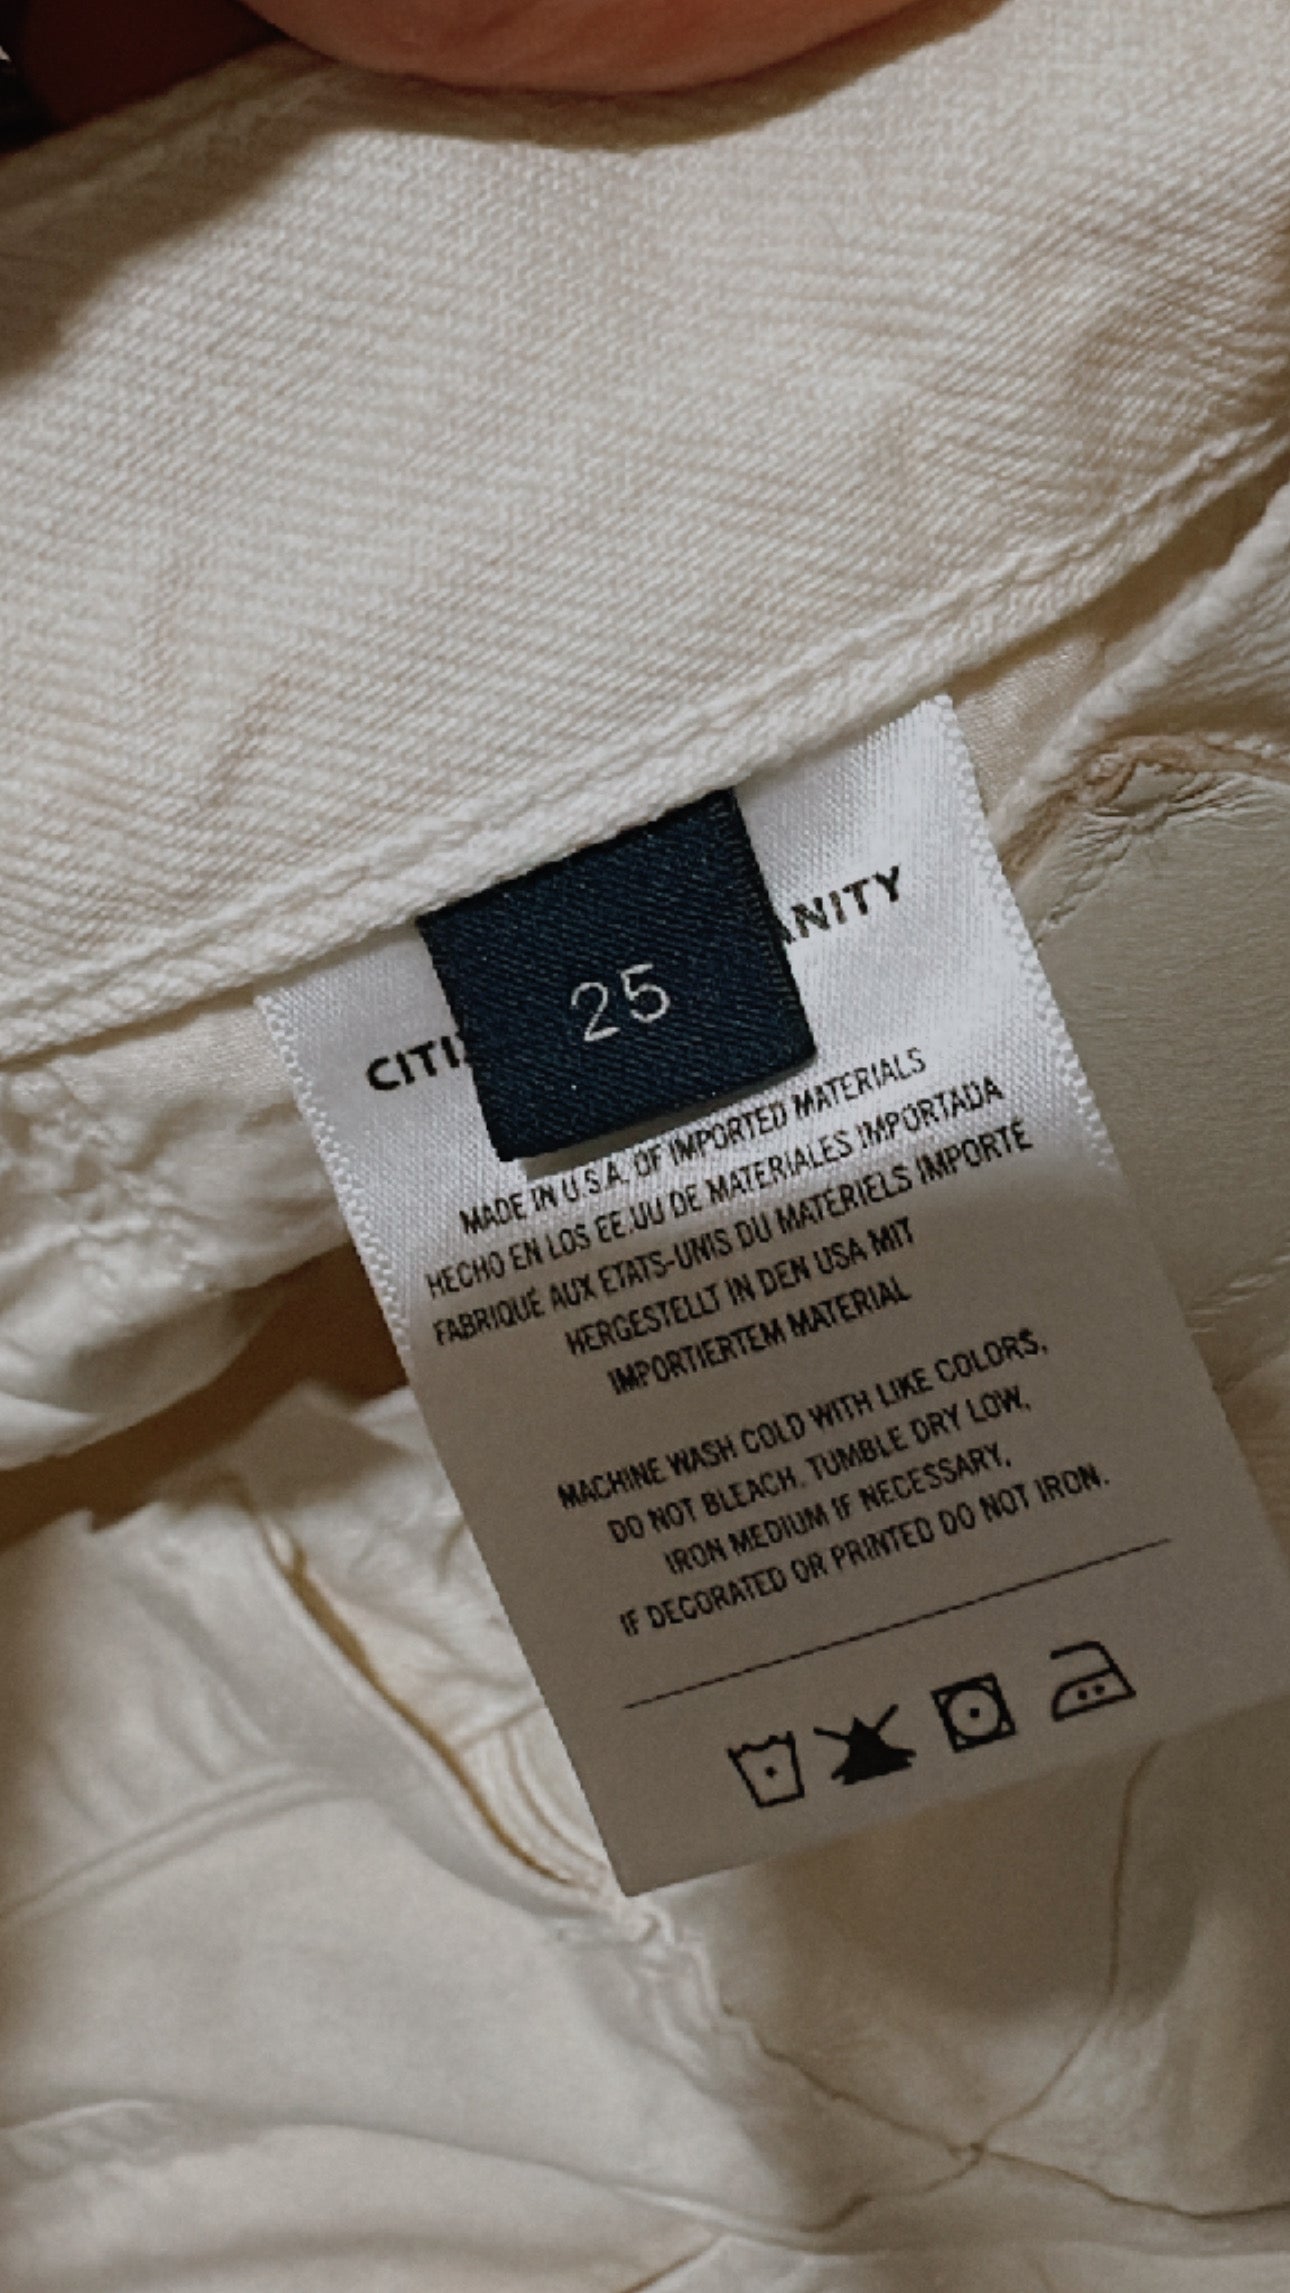 25
CITI ANITY
MADE IN U.S.A. OF IMPORTED MATERIALS
HECHO EN LOS EE.UU DE MATERIALES IMPORTADA
FABRIQUÉ AUX ETATS-UNIS DU MATÉRIELS IMPORTÉ
HERGESTELLT IN DEN USA MIT
IMPORTIERTEM MATERIAL
MACHINE WASH COLD WITH LIKE COLORS,
DO NOT BLEACH. TUMBLE DRY LOW,
IRON MEDIUM IF NECESSARY,
IF DECORATED OR PRINTED DO NOT IRON.